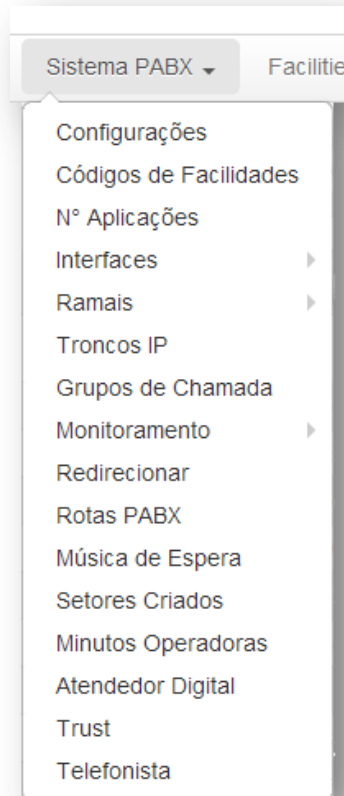 Sistema PABX
Facilitie
Configurações
Códigos de Facilidades
N° Aplicações
Interfaces
Ramais
Troncos IP
Grupos de Chamada
Monitoramento
Redirecionar
Rotas PABX
Música de Espera
Setores Criados
Minutos Operadoras
Atendedor Digital
Trust
Telefonista